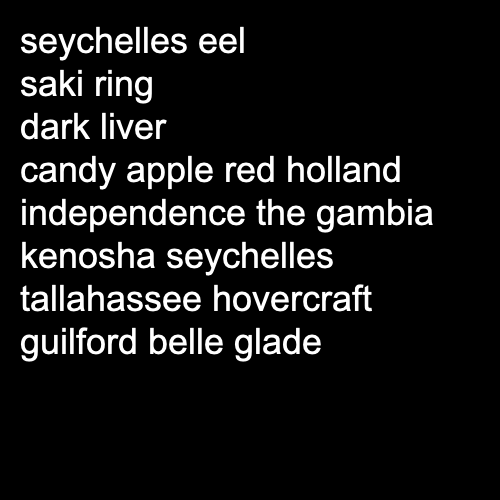 seychelles eel
saki ring
dark liver
candy apple red holland
independence the gambia
kenosha seychelles
tallahassee hovercraft
guilford belle glade